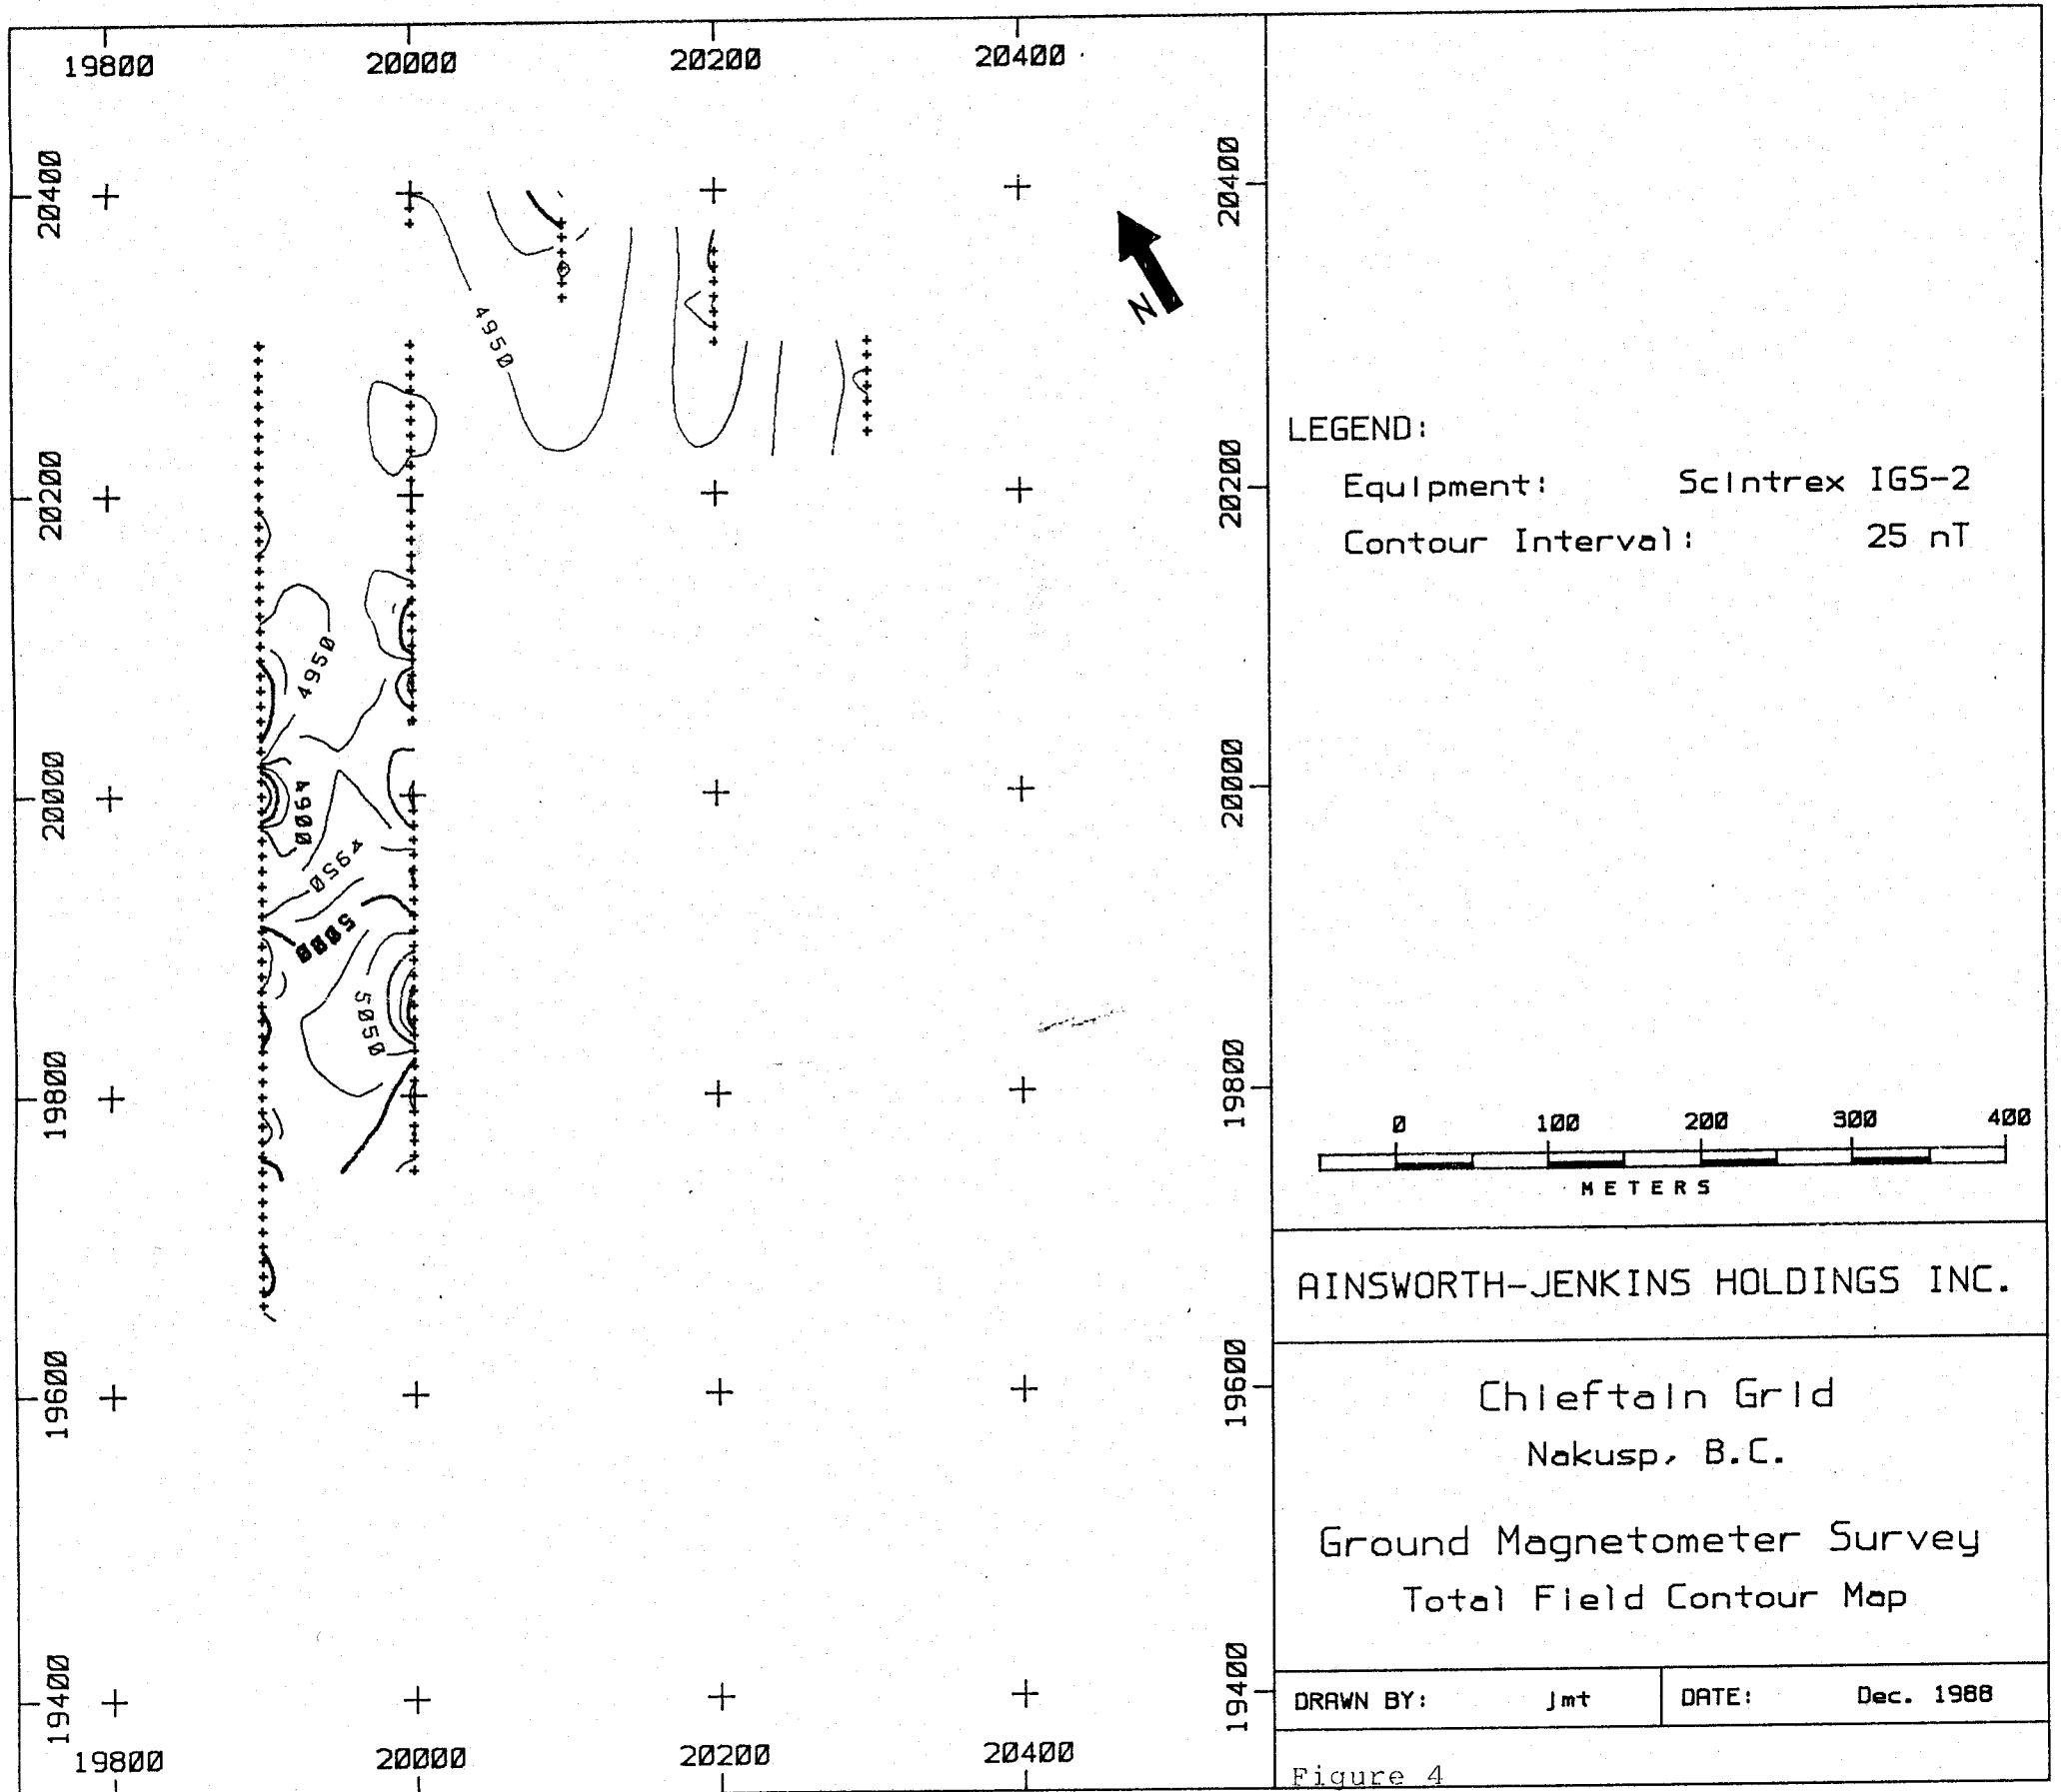 19800 20000 20200 20400
20400 20400
20200 20200
20000 20000
19800 19800
19600 19600
19400 19400
19800 20000 20200 20400
4950
4950
4900
4950
5000
5050
N
LEGEND:
Equipment: Scintrex IGS-2
Contour Interval: 25 nT
0 100 200 300 400
METERS
AINSWORTH-JENKINS HOLDINGS INC.
Chieftain Grid
Nakusp, B.C.
Ground Magnetometer Survey
Total Field Contour Map
DRAWN BY: jmt DATE: Dec. 1988
Figure 4